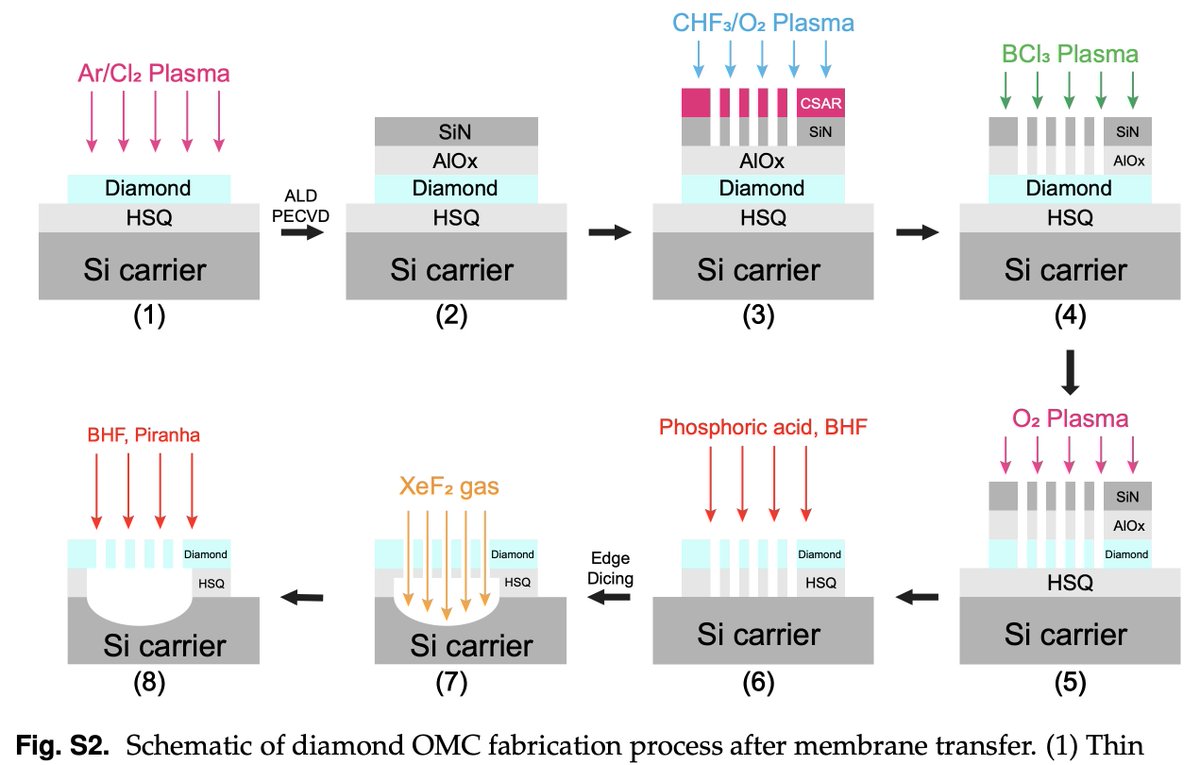 Ar/Cl₂ Plasma
Diamond
HSQ
Si carrier
(1)
ALD
PECVD
SiN
AlOx
Diamond
HSQ
Si carrier
(2)
CHF₃/O₂ Plasma
CSAR
SiN
AlOx
Diamond
HSQ
Si carrier
(3)
BCl₃ Plasma
SiN
AlOx
Diamond
HSQ
Si carrier
(4)
O₂ Plasma
SiN
AlOx
Diamond
HSQ
Si carrier
(5)
Phosphoric acid, BHF
Diamond
HSQ
Si carrier
(6)
Edge
Dicing
XeF₂ gas
Diamond
HSQ
Si carrier
(7)
BHF, Piranha
Diamond
HSQ
Si carrier
(8)
Fig. S2. Schematic of diamond OMC fabrication process after membrane transfer. (1) Thin